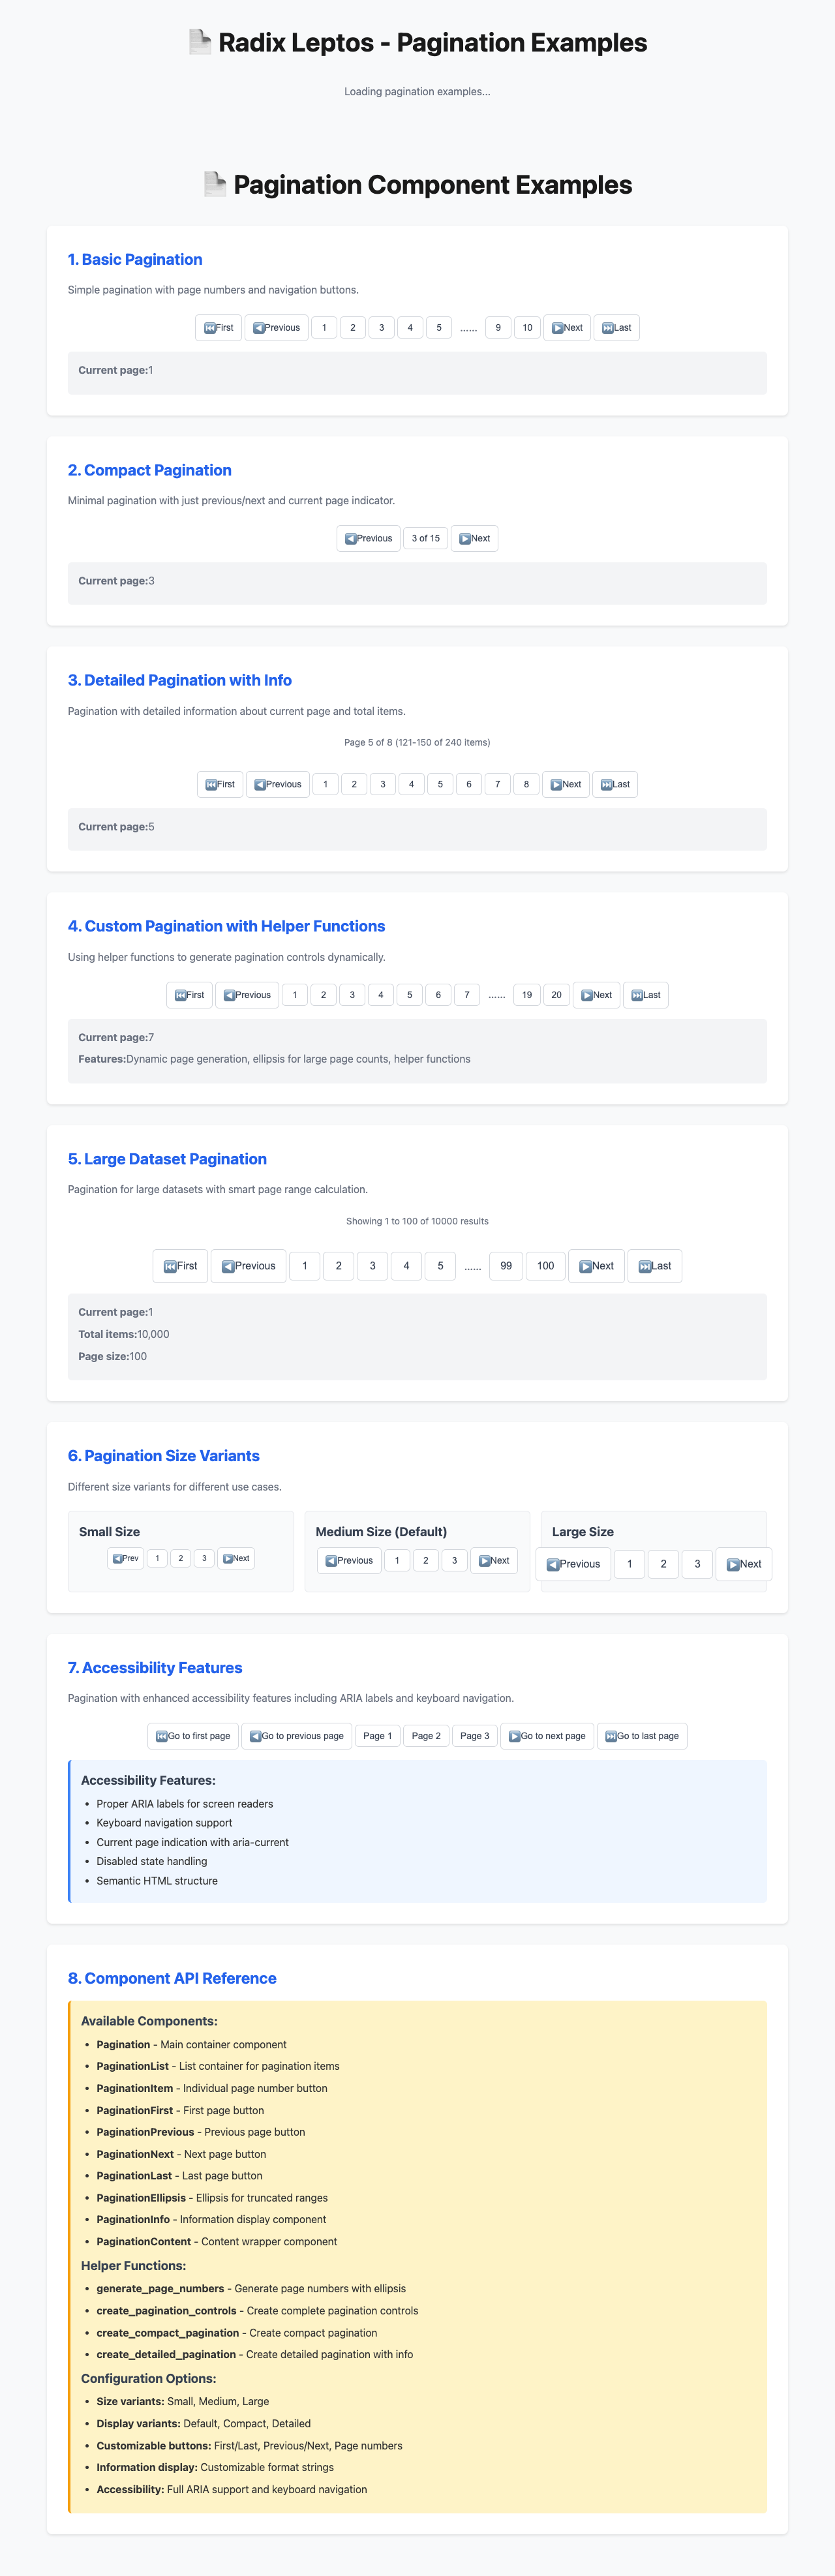 📄 Radix Leptos - Pagination Examples
Loading pagination examples...
📄 Pagination Component Examples
1. Basic Pagination
Simple pagination with page numbers and navigation buttons.
⏮️First ◀️Previous 1 2 3 4 5 ...... 9 10 ▶️Next ⏭️Last
Current page:1
2. Compact Pagination
Minimal pagination with just previous/next and current page indicator.
◀️Previous 3 of 15 ▶️Next
Current page:3
3. Detailed Pagination with Info
Pagination with detailed information about current page and total items.
Page 5 of 8 (121-150 of 240 items)
⏮️First ◀️Previous 1 2 3 4 5 6 7 8 ▶️Next ⏭️Last
Current page:5
4. Custom Pagination with Helper Functions
Using helper functions to generate pagination controls dynamically.
⏮️First ◀️Previous 1 2 3 4 5 6 7 ...... 19 20 ▶️Next ⏭️Last
Current page:7
Features:Dynamic page generation, ellipsis for large page counts, helper functions
5. Large Dataset Pagination
Pagination for large datasets with smart page range calculation.
Showing 1 to 100 of 10000 results
⏮️First ◀️Previous 1 2 3 4 5 ...... 99 100 ▶️Next ⏭️Last
Current page:1
Total items:10,000
Page size:100
6. Pagination Size Variants
Different size variants for different use cases.
Small Size
◀️Prev 1 2 3 ▶️Next
Medium Size (Default)
◀️Previous 1 2 3 ▶️Next
Large Size
◀️Previous 1 2 3 ▶️Next
7. Accessibility Features
Pagination with enhanced accessibility features including ARIA labels and keyboard navigation.
⏮️Go to first page ◀️Go to previous page Page 1 Page 2 Page 3 ▶️Go to next page ⏭️Go to last page
Accessibility Features:
• Proper ARIA labels for screen readers
• Keyboard navigation support
• Current page indication with aria-current
• Disabled state handling
• Semantic HTML structure
8. Component API Reference
Available Components:
• Pagination - Main container component
• PaginationList - List container for pagination items
• PaginationItem - Individual page number button
• PaginationFirst - First page button
• PaginationPrevious - Previous page button
• PaginationNext - Next page button
• PaginationLast - Last page button
• PaginationEllipsis - Ellipsis for truncated ranges
• PaginationInfo - Information display component
• PaginationContent - Content wrapper component
Helper Functions:
• generate_page_numbers - Generate page numbers with ellipsis
• create_pagination_controls - Create complete pagination controls
• create_compact_pagination - Create compact pagination
• create_detailed_pagination - Create detailed pagination with info
Configuration Options:
• Size variants: Small, Medium, Large
• Display variants: Default, Compact, Detailed
• Customizable buttons: First/Last, Previous/Next, Page numbers
• Information display: Customizable format strings
• Accessibility: Full ARIA support and keyboard navigation